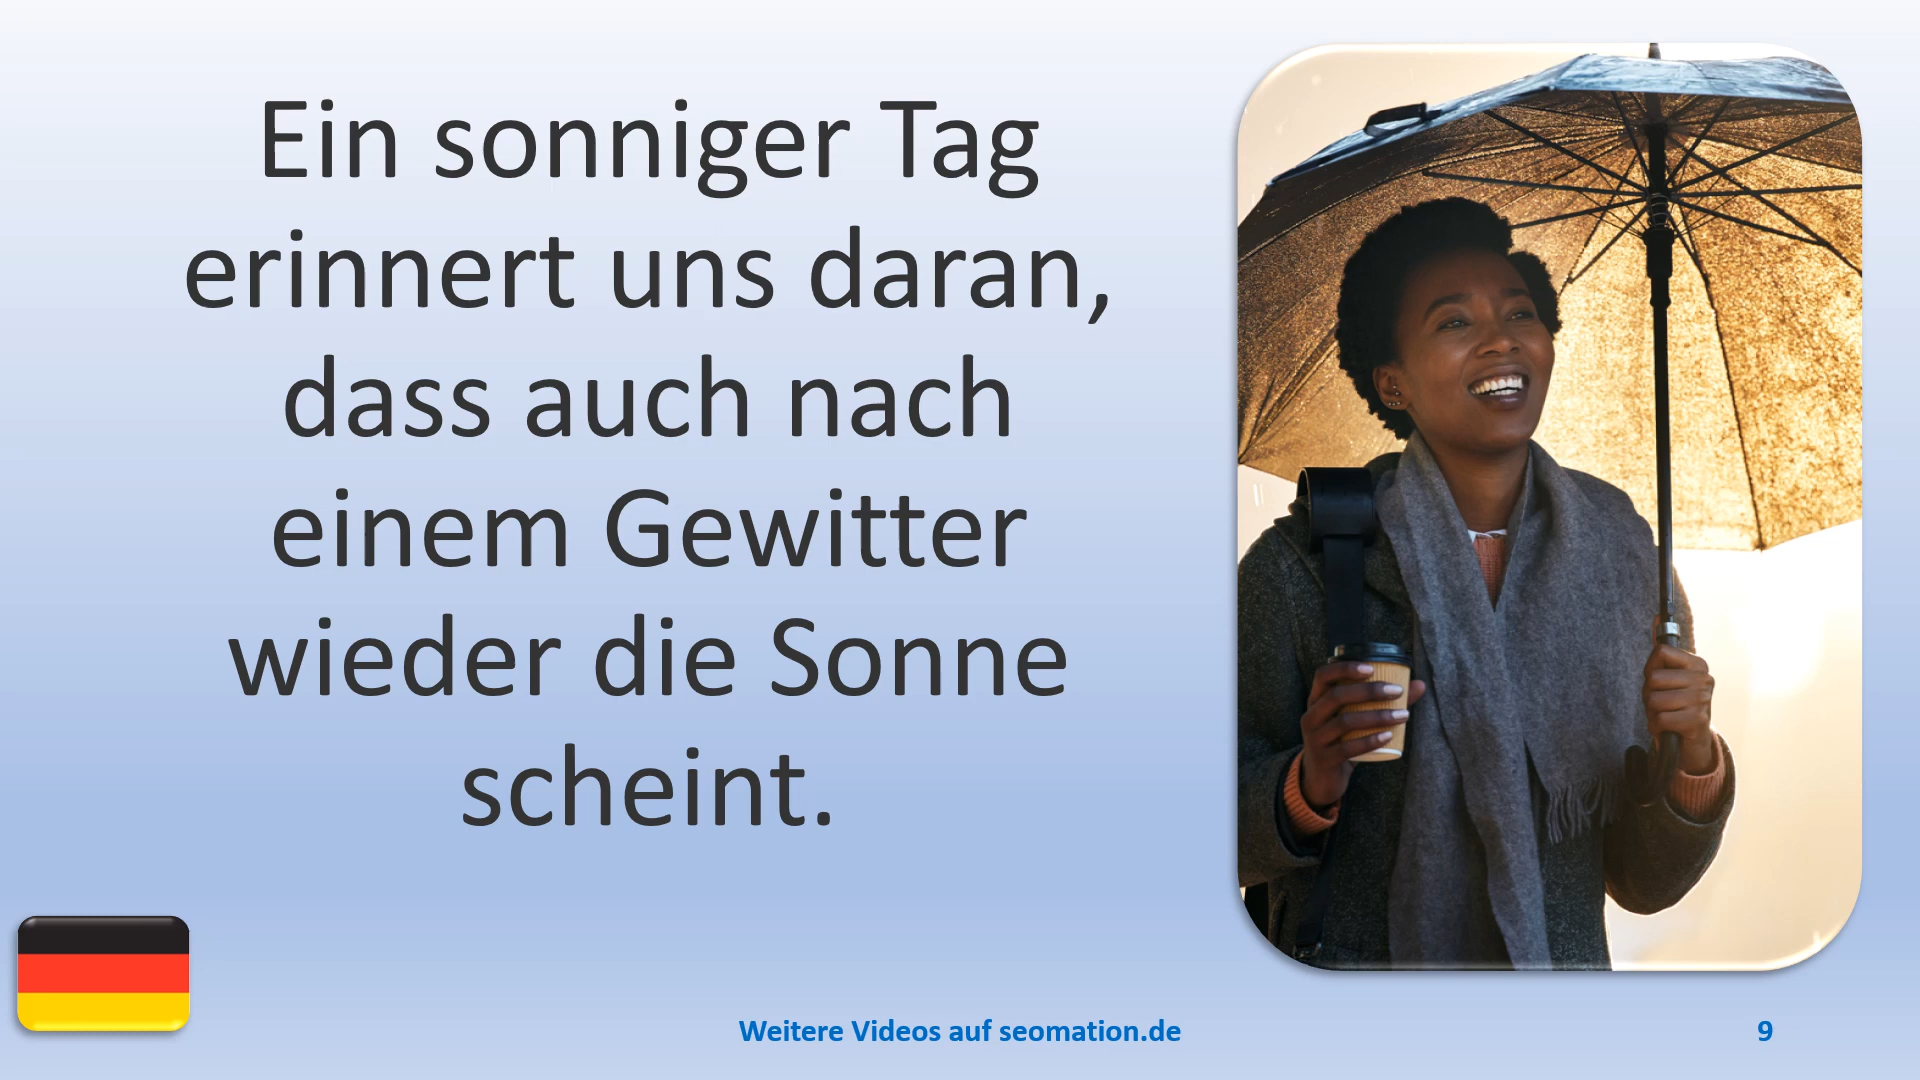 Ein sonniger Tag
erinnert uns daran,
dass auch nach
einem Gewitter
wieder die Sonne
scheint.
Weitere Videos auf seomation.de
9